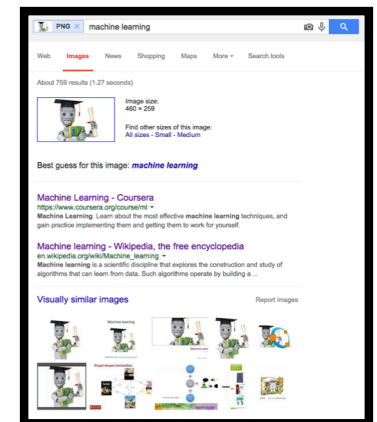 PNG × machine learning
Web Images News Shopping Maps More Search tools
About 759 results (1.27 seconds)
Image size:
460 × 259
Find other sizes of this image:
All sizes - Small - Medium
Best guess for this image: machine learning
Machine Learning - Coursera
https://www.coursera.org/course/ml
Machine Learning. Learn about the most effective machine learning techniques, and
gain practice implementing them and getting them to work for yourself.
Machine learning - Wikipedia, the free encyclopedia
en.wikipedia.org/wiki/Machine_learning
Machine learning is a scientific discipline that explores the construction and study of
algorithms that can learn from data. Such algorithms operate by building a ...
Visually similar images Report images
Machine learning